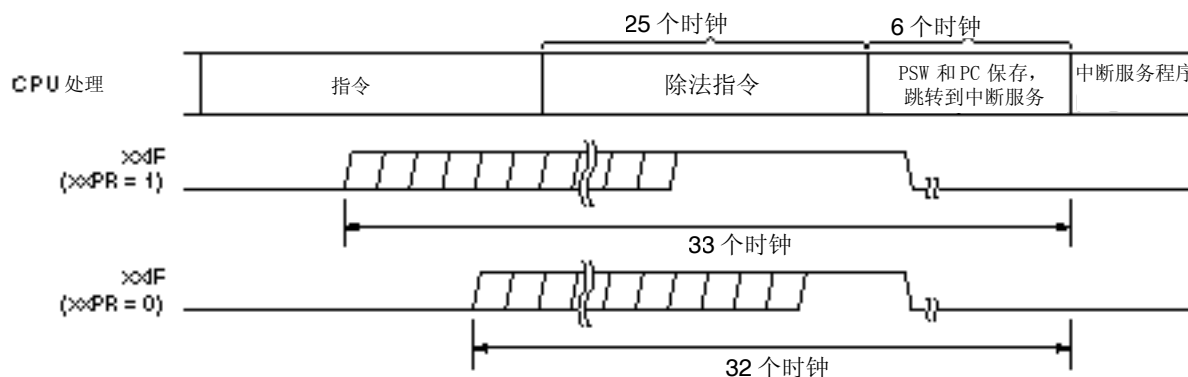 25 个时钟
6 个时钟
CPU 处理
指令
除法指令
PSW 和 PC 保存,
跳转到中断服务
中断服务程序
××IF
(××PR = 1)
33 个时钟
××IF
(××PR = 0)
32 个时钟